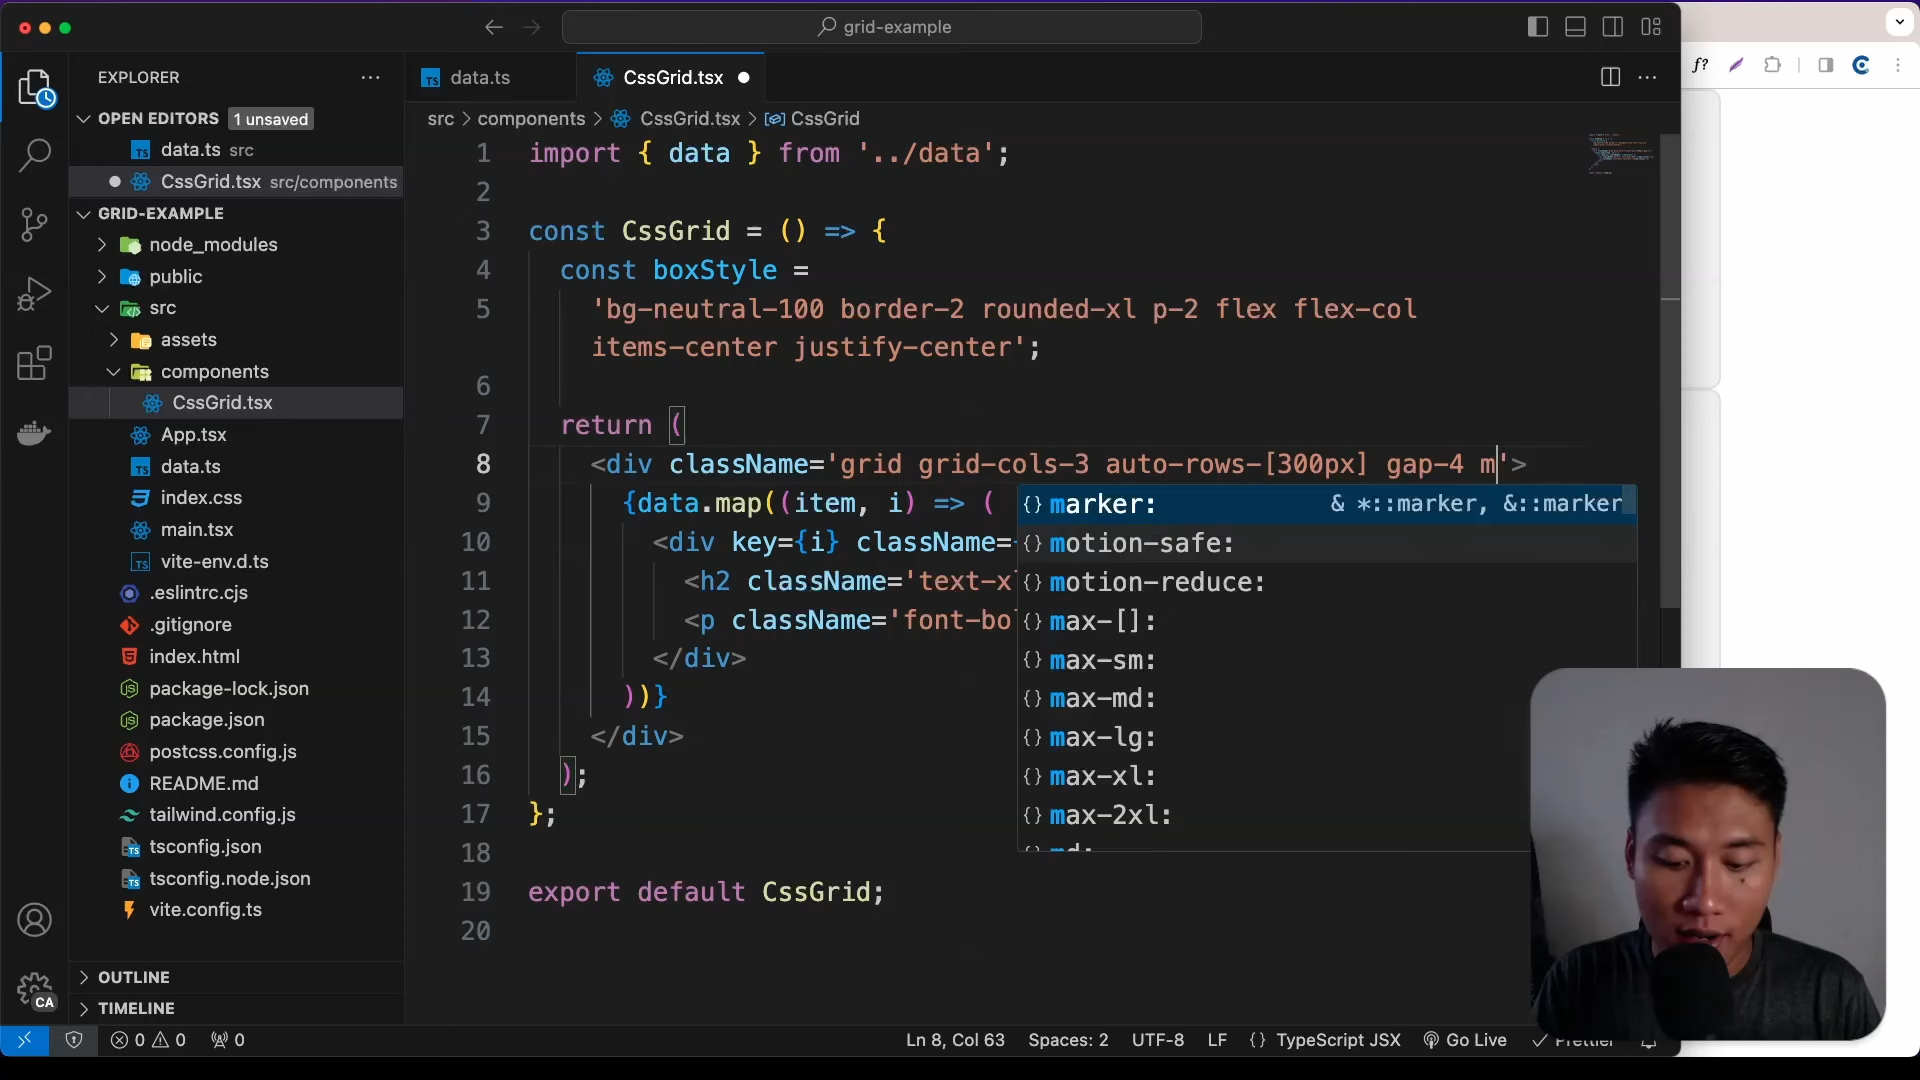 grid-example
f?
EXPLORER
data.ts
CssGrid.tsx
OPEN EDITORS
1 unsaved
data.ts src
CssGrid.tsx src/components
GRID-EXAMPLE
node_modules
public
src
assets
components
CssGrid.tsx
App.tsx
data.ts
index.css
main.tsx
vite-env.d.ts
.eslintrc.cjs
.gitignore
index.html
package-lock.json
package.json
postcss.config.js
README.md
tailwind.config.js
tsconfig.json
tsconfig.node.json
vite.config.ts
OUTLINE
TIMELINE
CA
src > components > CssGrid.tsx > CssGrid
1 import { data } from '../data';
2
3 const CssGrid = () => {
4 const boxStyle =
5 'bg-neutral-100 border-2 rounded-xl p-2 flex flex-col
items-center justify-center';
6
7 return (
8 <div className='grid grid-cols-3 auto-rows-[300px] gap-4 m'>
9 {data.map((item, i) => (
10 <div key={i} className=
11 <h2 className='text-x
12 <p className='font-bo
13 </div>
14 ))}
15 </div>
16 );
17 };
18
19 export default CssGrid;
20
{} marker: & *::marker, &::marker
{} motion-safe:
{} motion-reduce:
{} max-[]:
{} max-sm:
{} max-md:
{} max-lg:
{} max-xl:
{} max-2xl:
{} md:
0 0 0 Ln 8, Col 63 Spaces: 2 UTF-8 LF {} TypeScript JSX Go Live Prettier